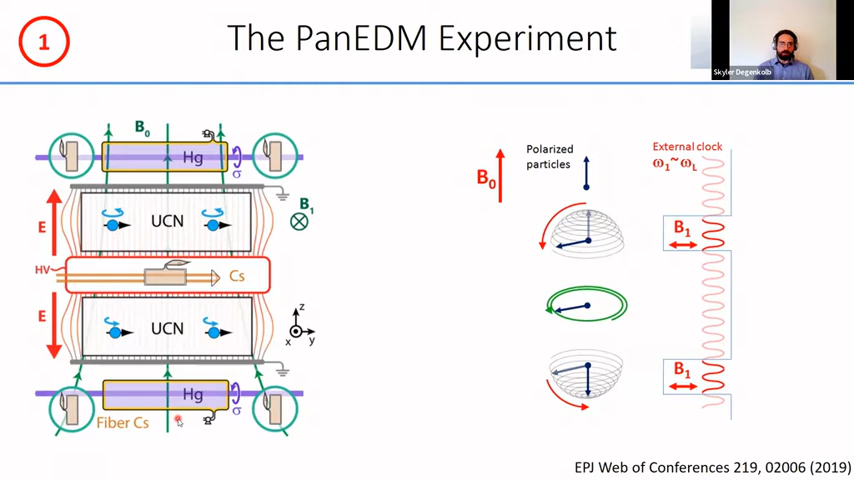 1
The PanEDM Experiment
Skyler Degenkolb
B₀
Hg
σ
E
UCN
B₁
HV
Cs
E
UCN
z
x
y
Hg
σ
Fiber Cs
B₀
Polarized
particles
External clock
ω₁~ω_L
B₁
B₁
EPJ Web of Conferences 219, 02006 (2019)